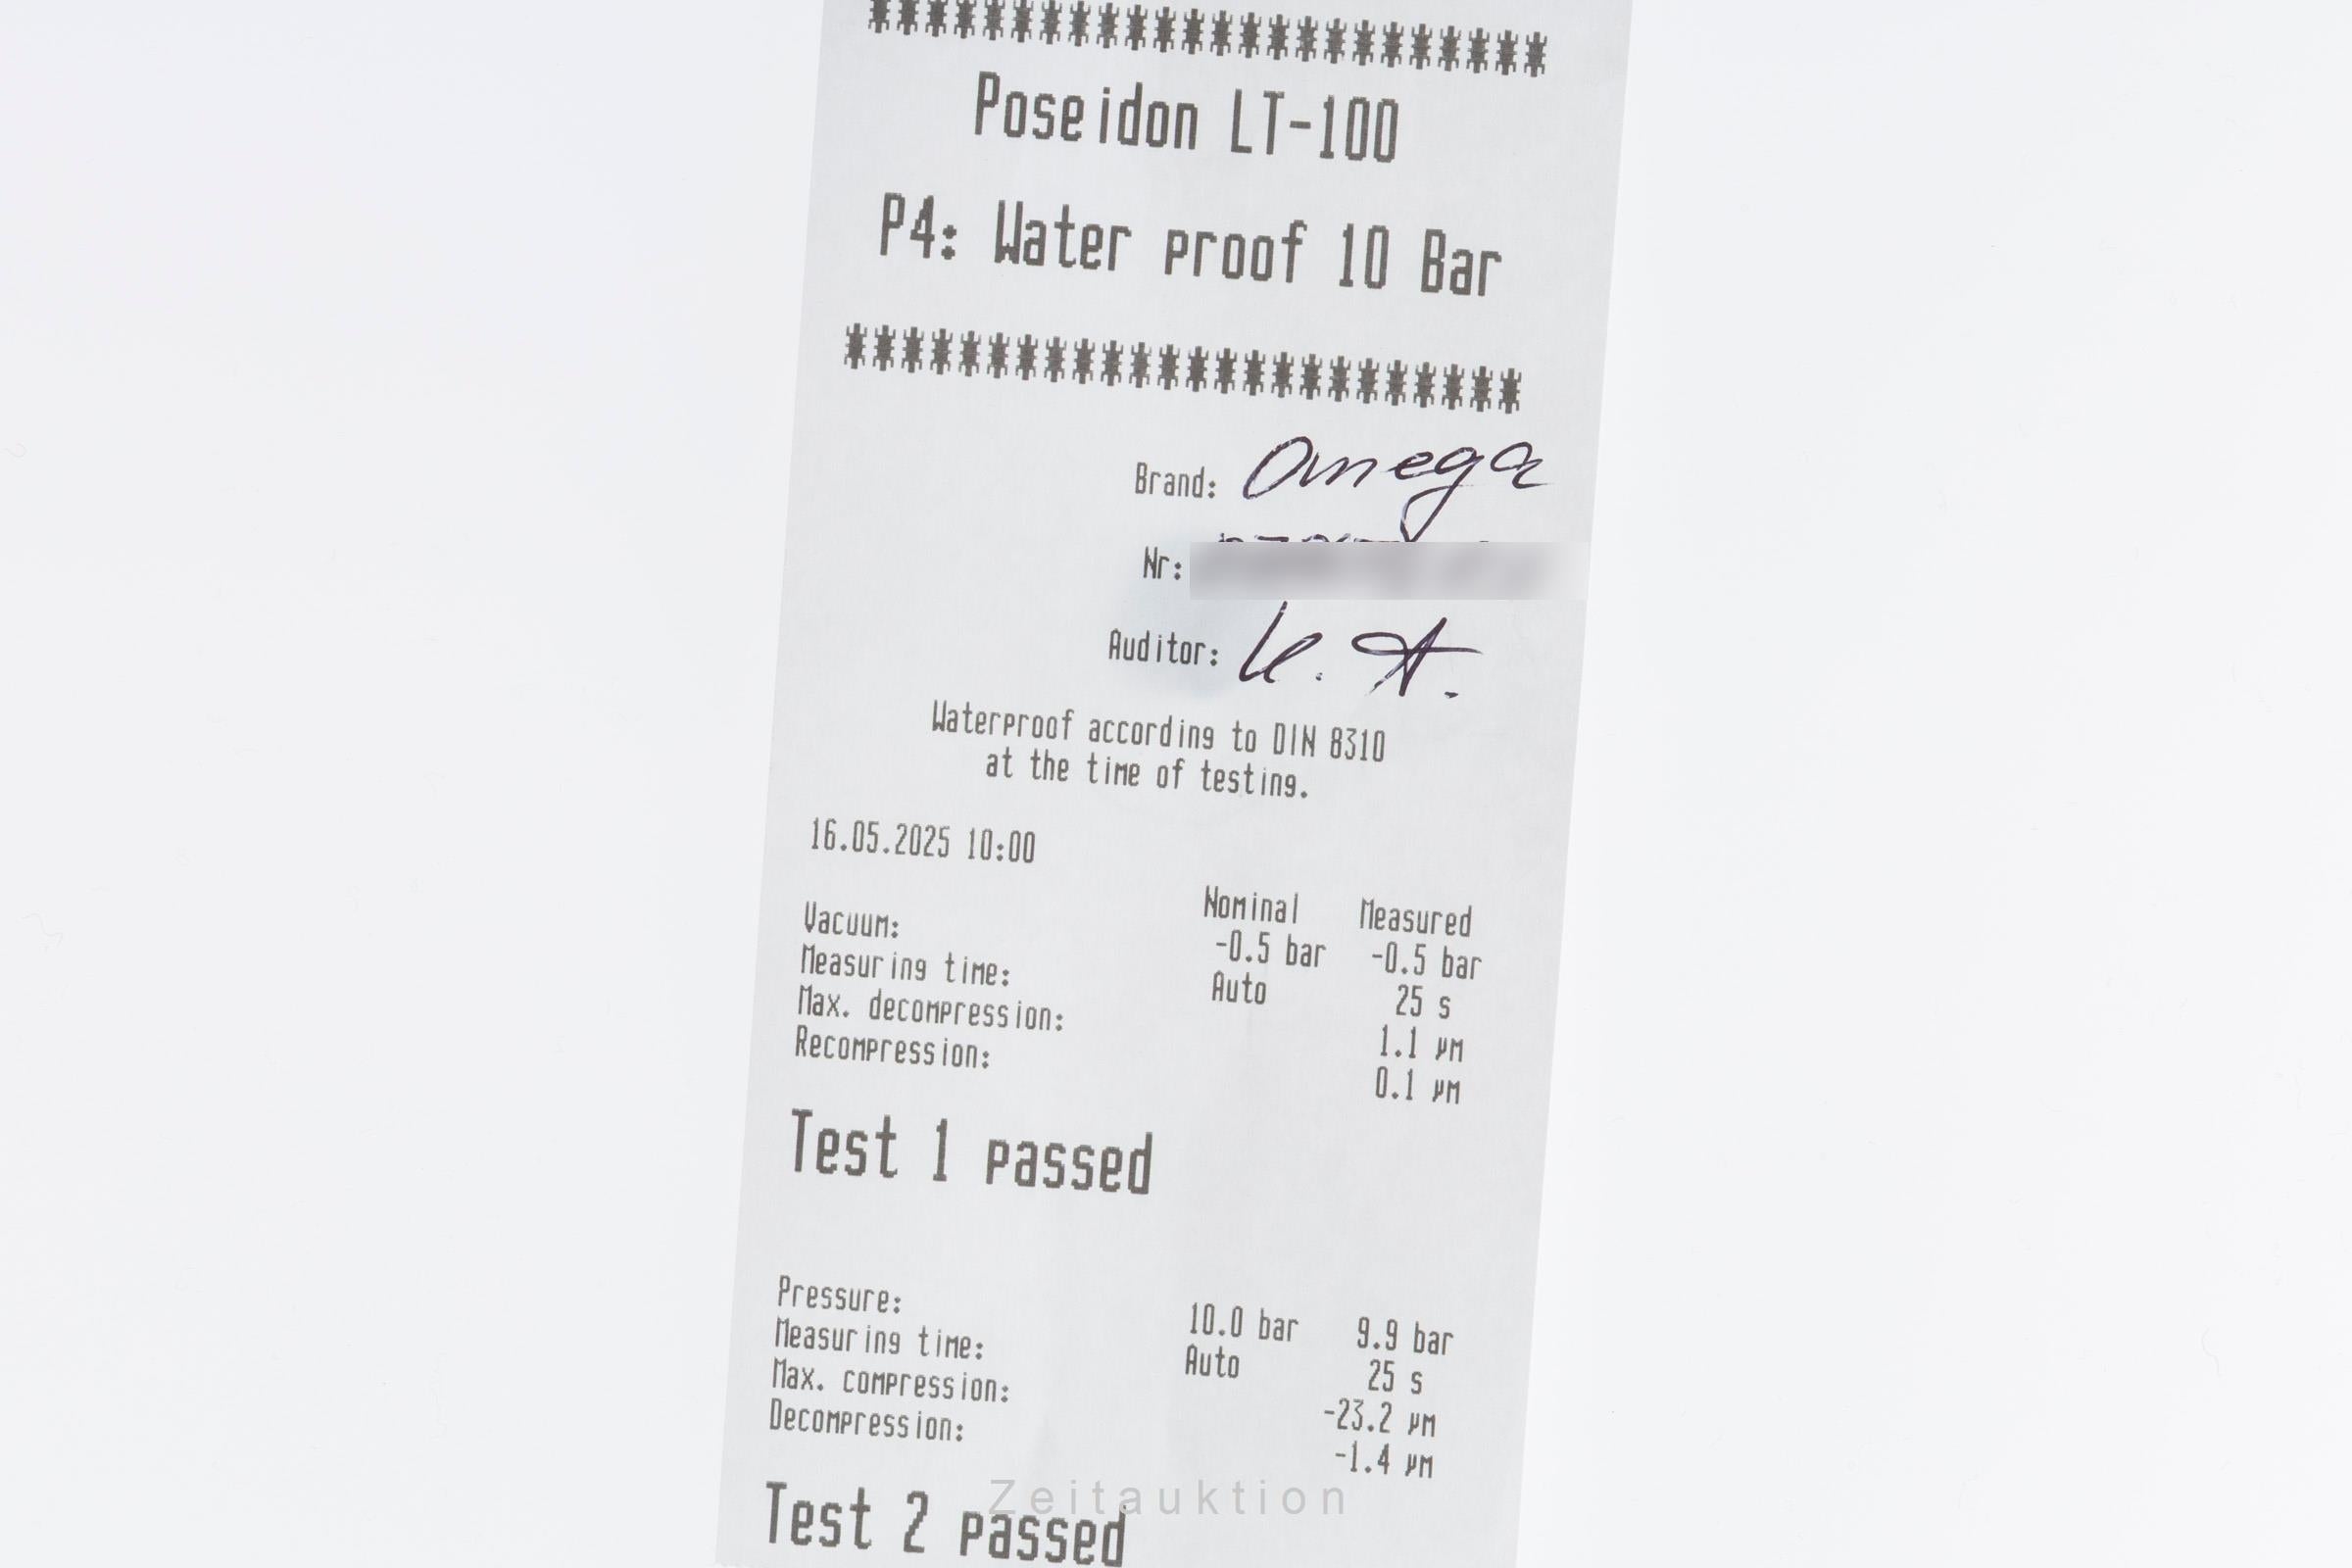 ************************
Poseidon LT-100
P4: Water proof 10 Bar
************************
Brand: Omega
Nr:
Auditor: K. A.
Waterproof according to DIN 8310
at the time of testing.
16.05.2025 10:00
Nominal Measured
Vacuum: -0.5 bar -0.5 bar
Measuring time: Auto 25 s
Max. decompression: 1.1 µm
Recompression: 0.1 µm
Test 1 passed
Pressure: 10.0 bar 9.9 bar
Measuring time: Auto 25 s
Max. compression: -23.2 µm
Decompression: -1.4 µm
Test 2 passed
Zeitauktion